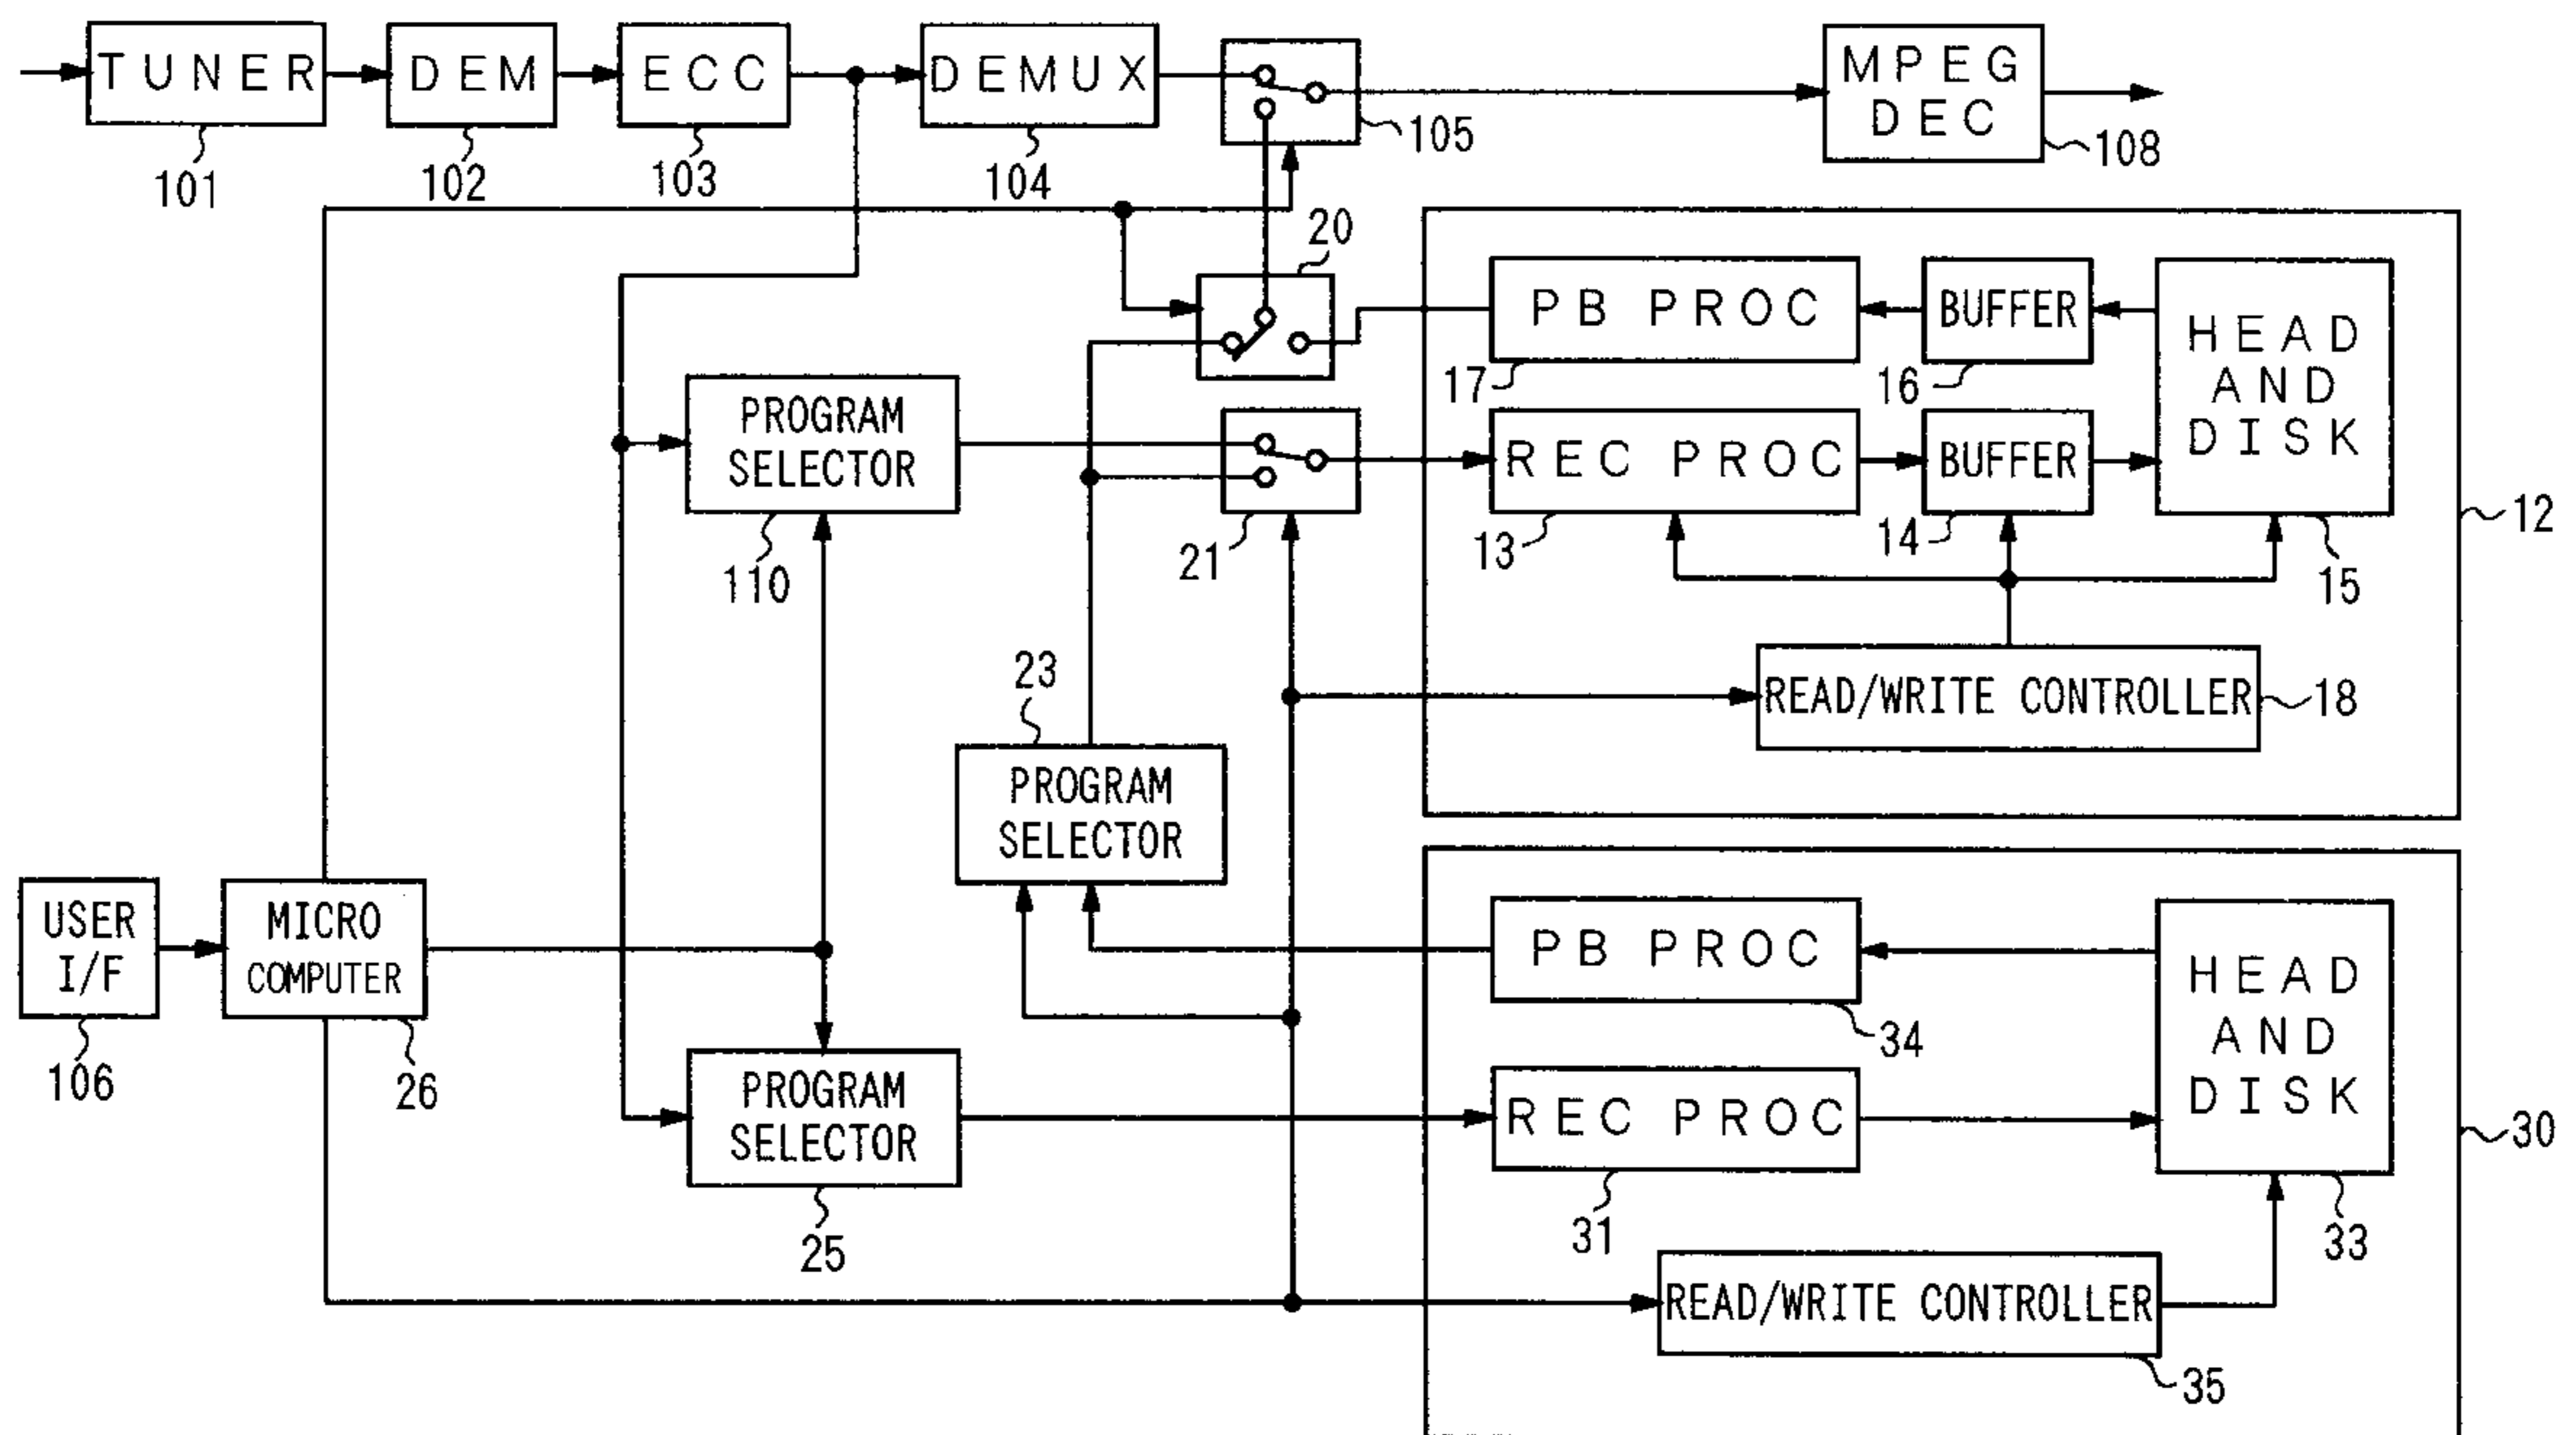 TUNER
DEM
ECC
DEMUX
MPEG
DEC
101
102
103
104
105
108
20
PB PROC
BUFFER
HEAD
AND
DISK
17
16
PROGRAM
SELECTOR
REC PROC
BUFFER
12
110
21
13
14
15
23
READ/WRITE CONTROLLER
18
PROGRAM
SELECTOR
USER
I/F
MICRO
COMPUTER
PB PROC
HEAD
AND
DISK
106
26
34
PROGRAM
SELECTOR
REC PROC
30
25
31
33
READ/WRITE CONTROLLER
35